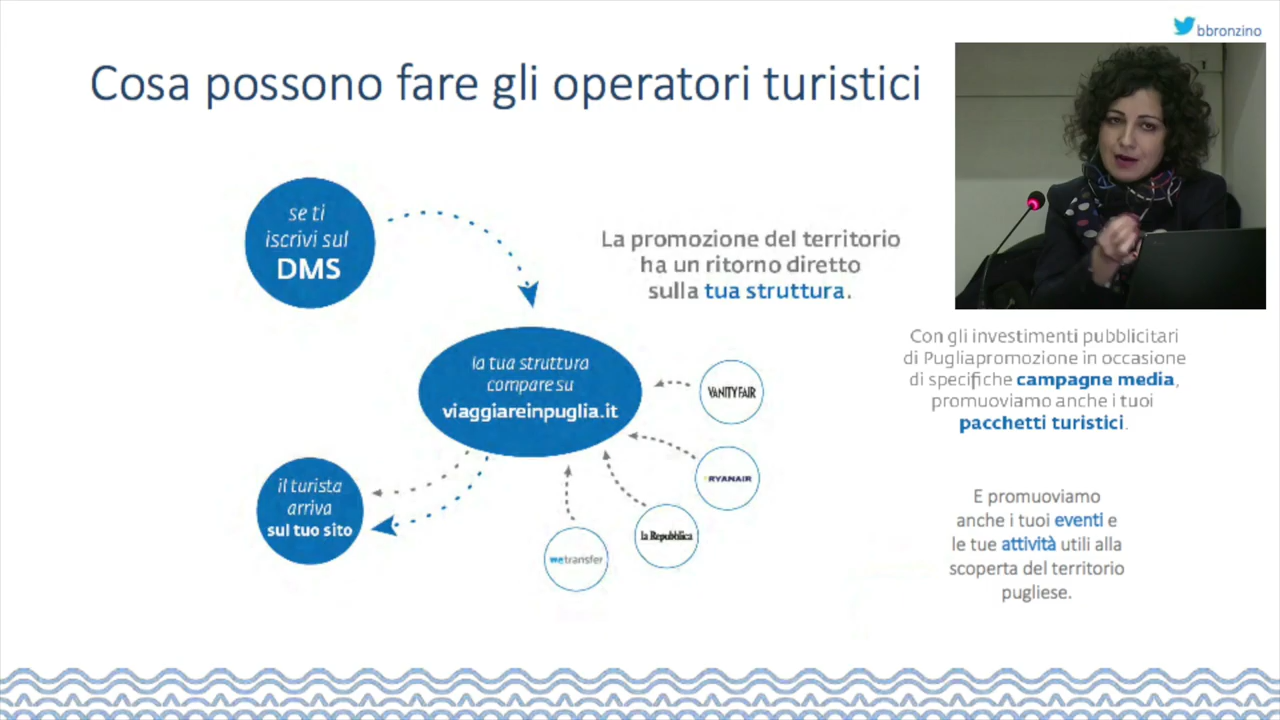 bbronzino
Cosa possono fare gli operatori turistici
se ti
iscrivi sul
DMS
La promozione del territorio
ha un ritorno diretto
sulla tua struttura.
la tua struttura
compare su
viaggiareinpuglia.it
VANITY FAIR
RYANAIR
la Repubblica
wetransfer
il turista
arriva
sul tuo sito
Con gli investimenti pubblicitari
di Pugliapromozione in occasione
di specifiche campagne media,
promuoviamo anche i tuoi
pacchetti turistici.
E promuoviamo
anche i tuoi eventi e
le tue attività utili alla
scoperta del territorio
pugliese.